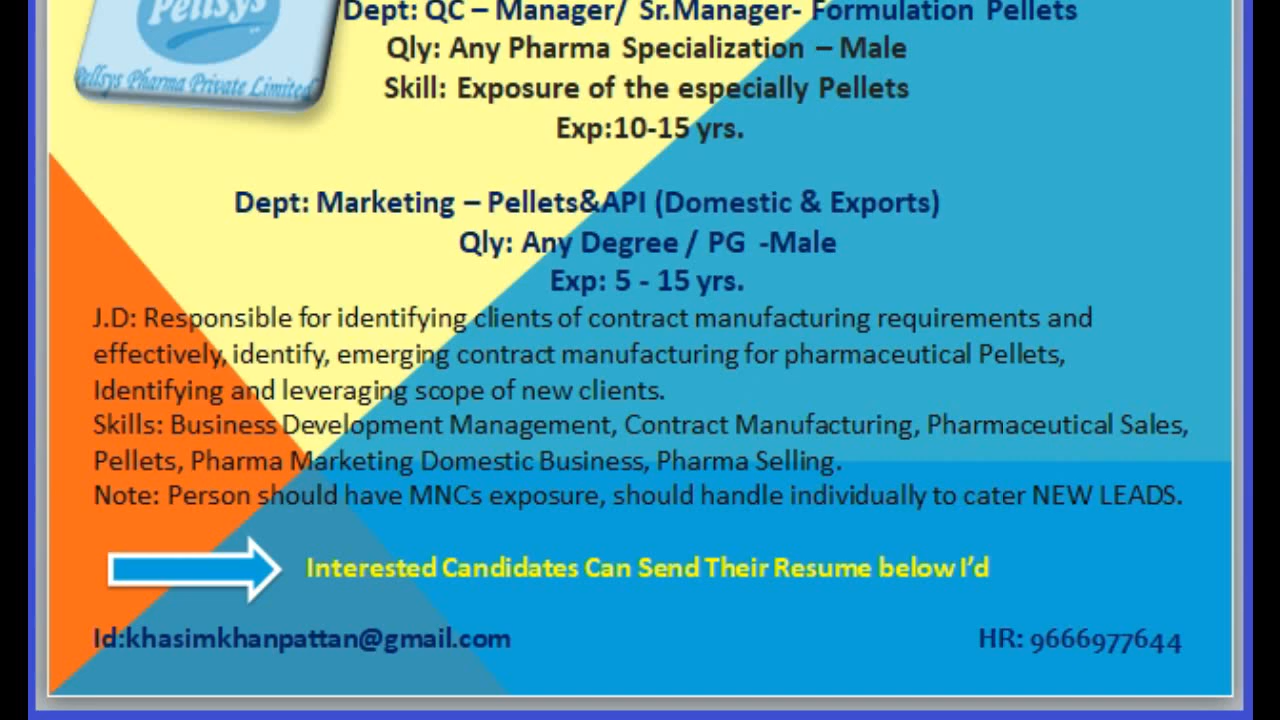 Pellsys
Pellsys Pharma Private Limited
Dept: QC – Manager/ Sr.Manager- Formulation Pellets
Qly: Any Pharma Specialization – Male
Skill: Exposure of the especially Pellets
Exp:10-15 yrs.
Dept: Marketing – Pellets&API (Domestic & Exports)
Qly: Any Degree / PG -Male
Exp: 5 - 15 yrs.
J.D: Responsible for identifying clients of contract manufacturing requirements and
effectively, identify, emerging contract manufacturing for pharmaceutical Pellets,
Identifying and leveraging scope of new clients.
Skills: Business Development Management, Contract Manufacturing, Pharmaceutical Sales,
Pellets, Pharma Marketing Domestic Business, Pharma Selling.
Note: Person should have MNCs exposure, should handle individually to cater NEW LEADS.
Interested Candidates Can Send Their Resume below I’d
Id:khasimkhanpattan@gmail.com HR: 9666977644